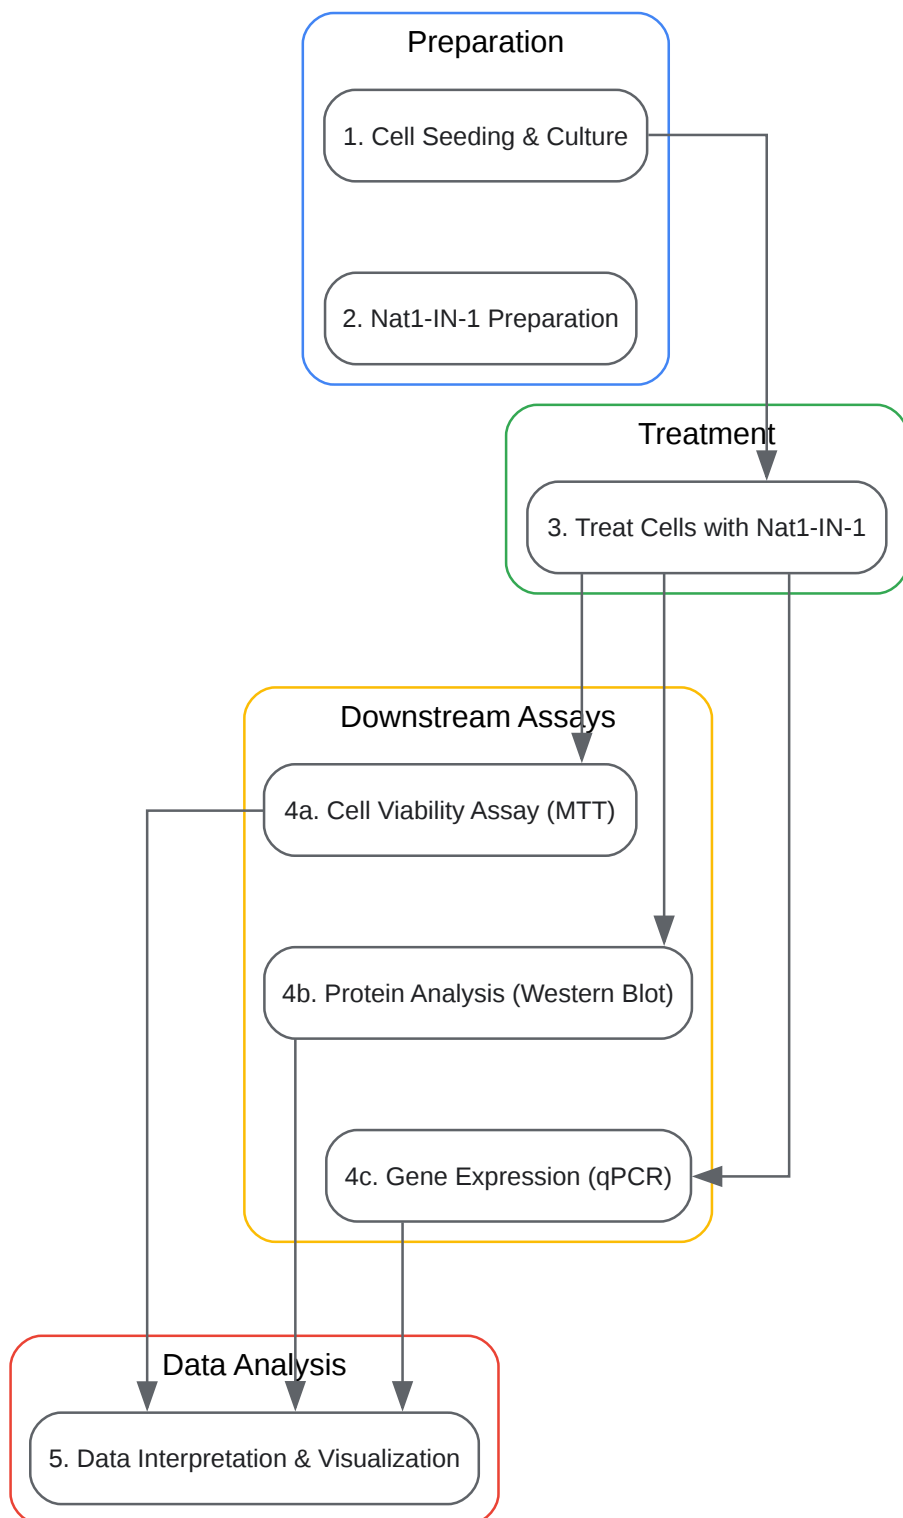 Preparation
1. Cell Seeding & Culture
2. Nat1-IN-1 Preparation
Treatment
3. Treat Cells with Nat1-IN-1
Downstream Assays
4a. Cell Viability Assay (MTT)
4b. Protein Analysis (Western Blot)
4c. Gene Expression (qPCR)
Data Analysis
5. Data Interpretation & Visualization